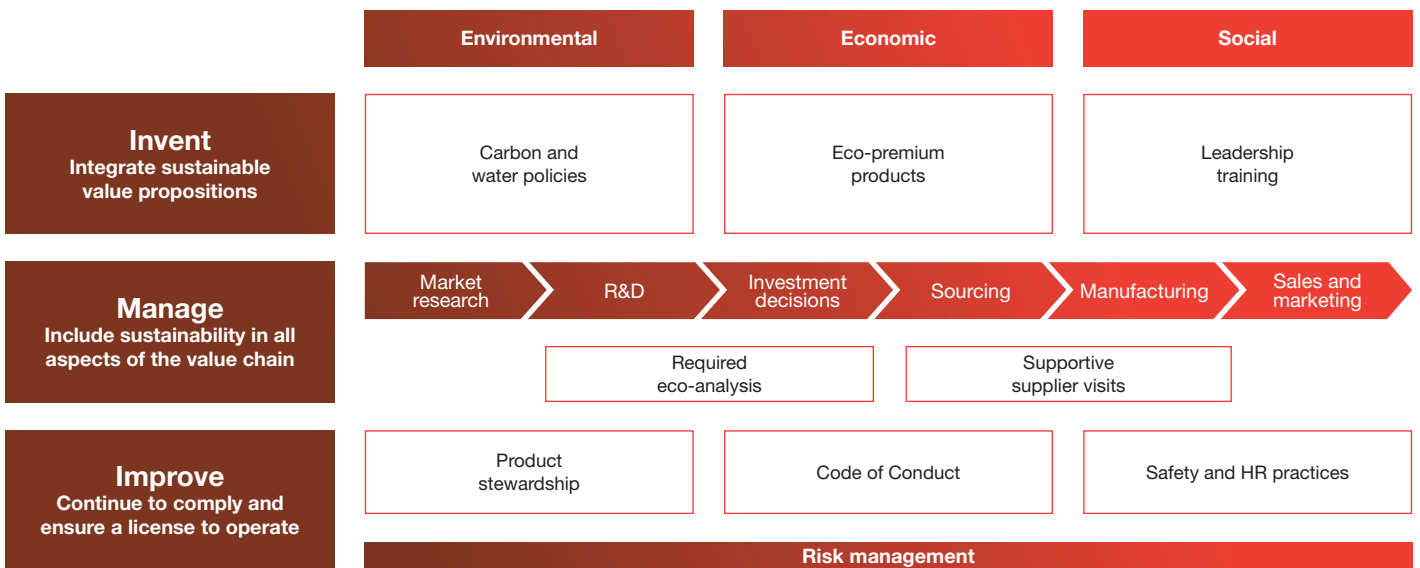 Environmental
Economic
Social
Invent
Integrate sustainable
value propositions
Carbon and
water policies
Eco-premium
products
Leadership
training
Manage
Include sustainability in all
aspects of the value chain
Market
research
R&D
Investment
decisions
Sourcing
Manufacturing
Sales and
marketing
Required
eco-analysis
Supportive
supplier visits
Improve
Continue to comply and
ensure a license to operate
Product
stewardship
Code of Conduct
Safety and HR practices
Risk management